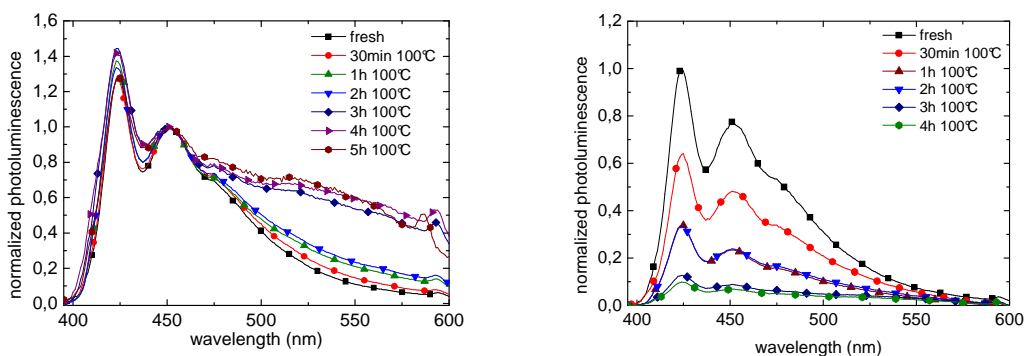 1,6
1,4
1,2
1,0
0,8
0,6
0,4
0,2
0,0
normalized photoluminescence
400 450 500 550 600
wavelength (nm)
fresh
30min 100°C
1h 100°C
2h 100°C
3h 100°C
4h 100°C
5h 100°C
1,2
1,0
0,8
0,6
0,4
0,2
0,0
normalized photoluminescence
400 450 500 550 600
wavelength (nm)
fresh
30min 100°C
1h 100°C
2h 100°C
3h 100°C
4h 100°C